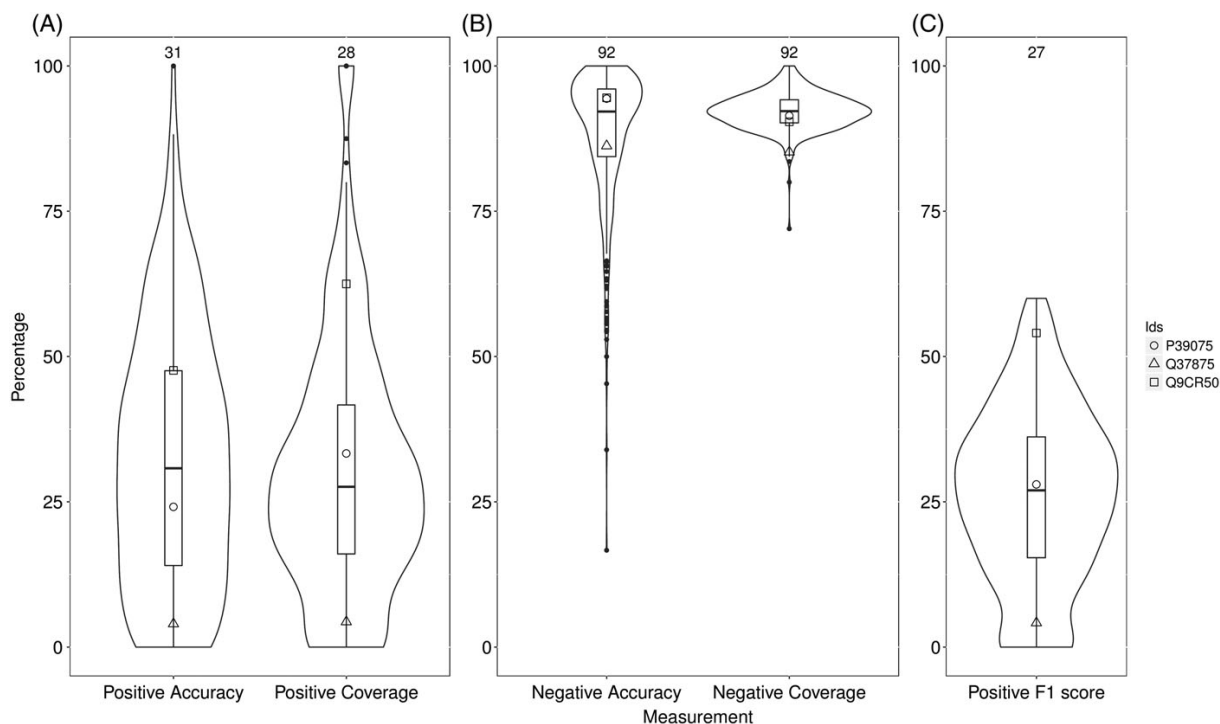 (A)
(B)
(C)
31
28
92
92
27
100
75
50
25
0
100
75
50
25
0
100
75
50
25
0
Percentage
Ids
P39075
Q37875
Q9CR50
Positive Accuracy
Positive Coverage
Negative Accuracy
Negative Coverage
Positive F1 score
Measurement